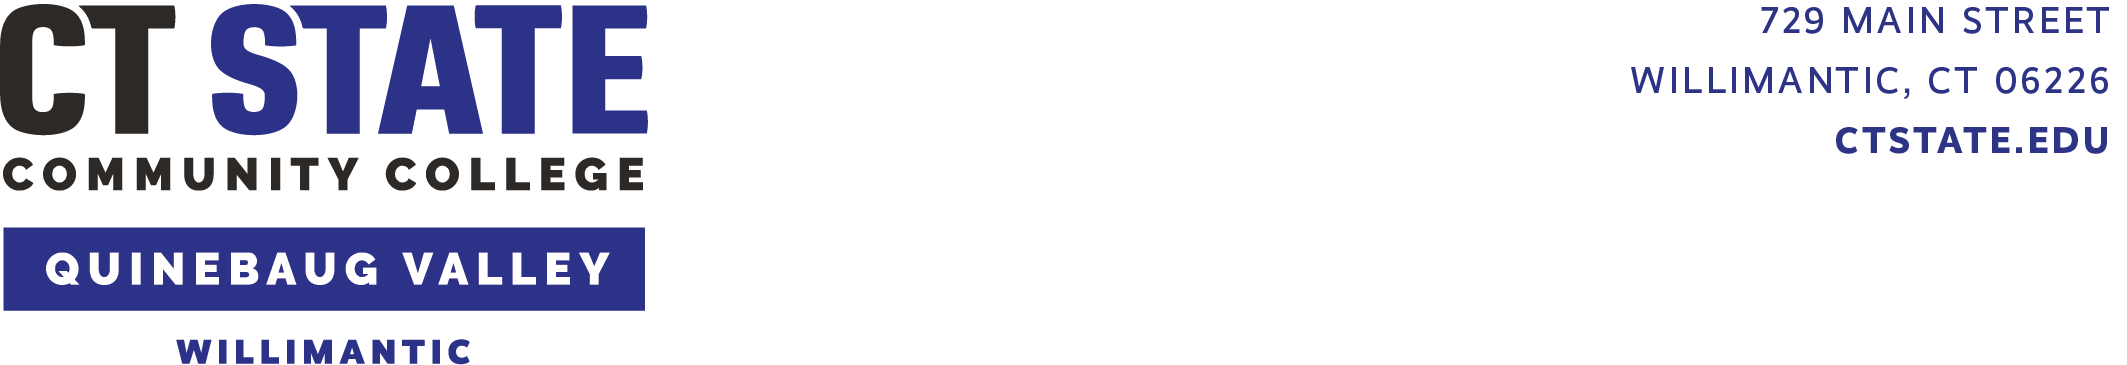 CT STATE
COMMUNITY COLLEGE
QUINEBAUG VALLEY
WILLIMANTIC
729 MAIN STREET
WILLIMANTIC, CT 06226
CTSTATE.EDU